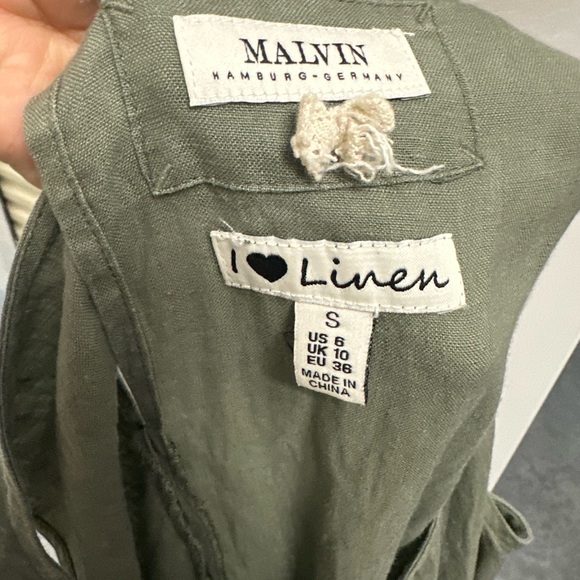 MALVIN
HAMBURG-GERMANY
I ♥ Linen
S
US 6
UK 10
EU 36
MADE IN
CHINA